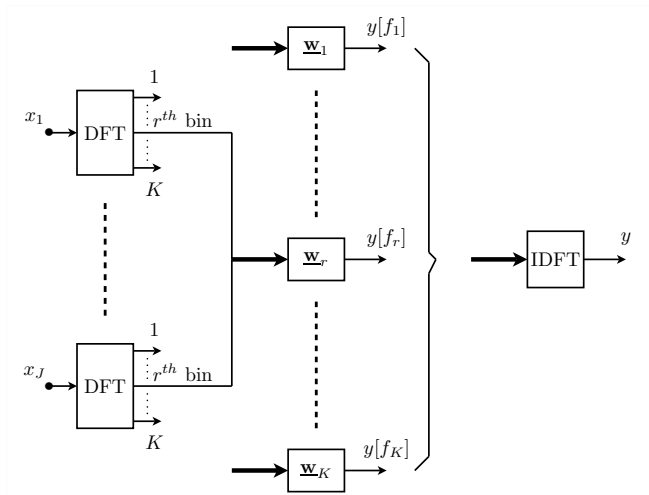 y[f_1]
w_1
1
x_1
DFT
r^{th} bin
K
y[f_r]
w_r
y
IDFT
1
x_J
DFT
r^{th} bin
K
y[f_K]
w_K